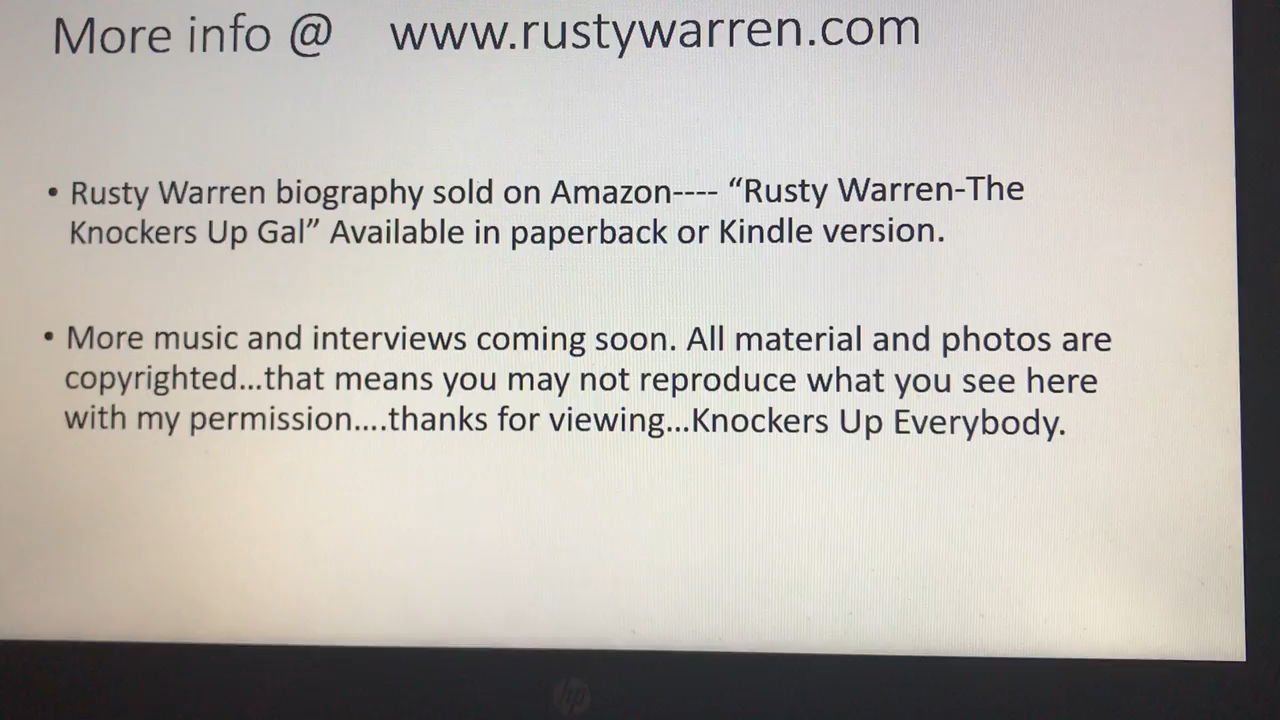 More info @ www.rustywarren.com
• Rusty Warren biography sold on Amazon---- “Rusty Warren-The
Knockers Up Gal” Available in paperback or Kindle version.
• More music and interviews coming soon. All material and photos are
copyrighted...that means you may not reproduce what you see here
with my permission....thanks for viewing...Knockers Up Everybody.
hp